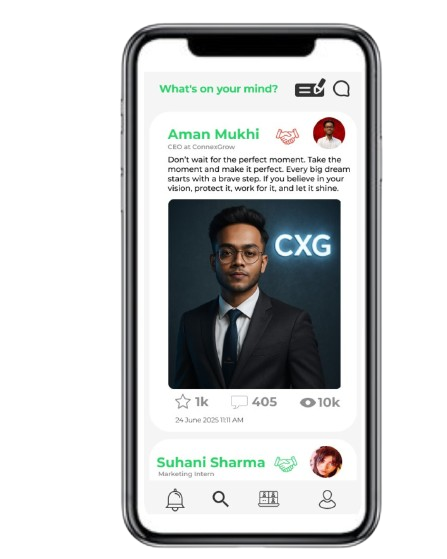 What's on your mind?
Aman Mukhi
CEO at ConnexGrow
Don't wait for the perfect moment. Take the
moment and make it perfect. Every big dream
starts with a brave step. If you believe in your
vision, protect it, work for it, and let it shine.
CXG
1k 405 10k
24 June 2025 11:11 AM
Suhani Sharma
Marketing Intern